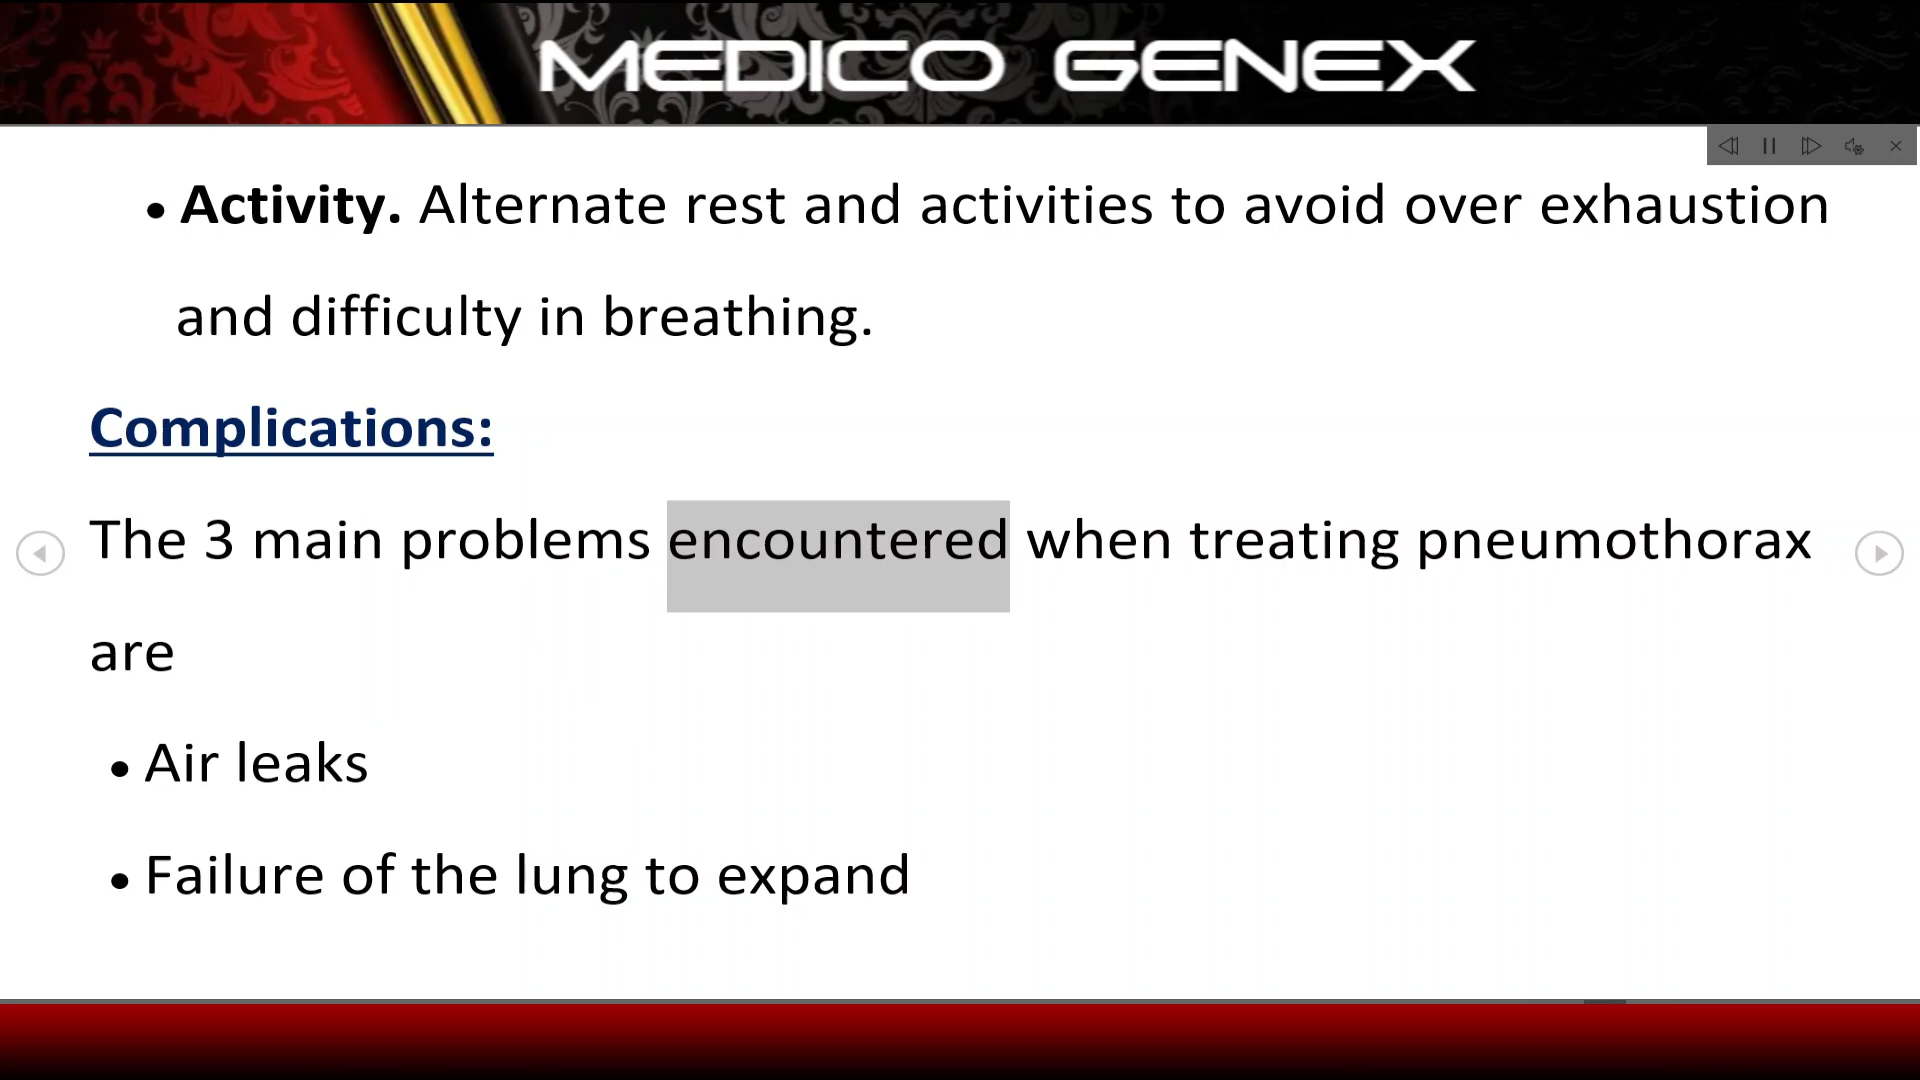 MEDICO GENEX
• Activity. Alternate rest and activities to avoid over exhaustion
and difficulty in breathing.
Complications:
The 3 main problems encountered when treating pneumothorax
are
• Air leaks
• Failure of the lung to expand